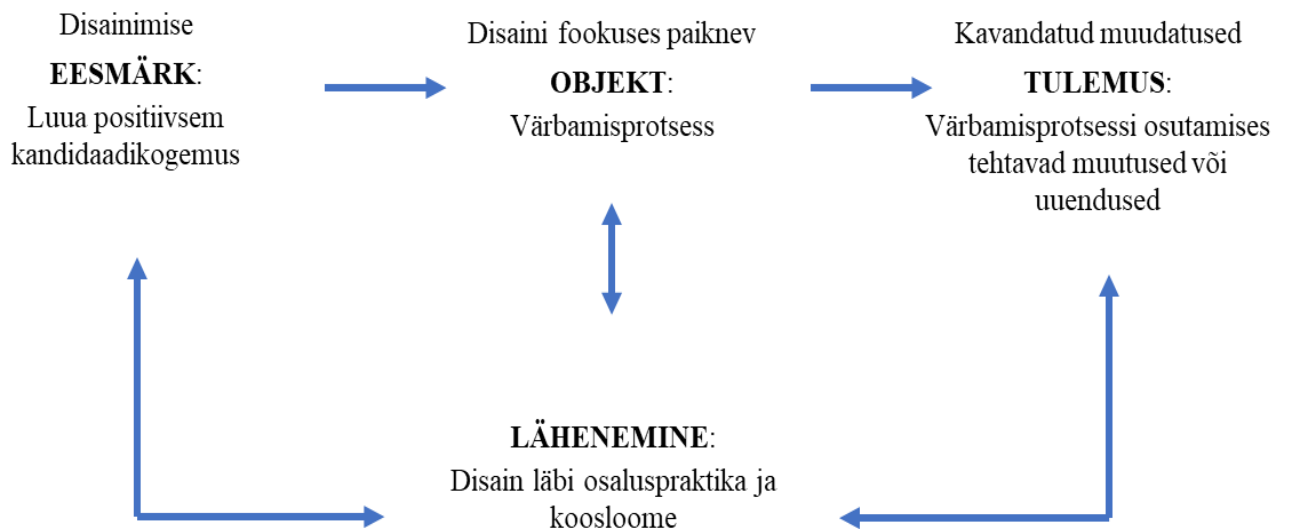 Disainimise
EESMÄRK:
Luua positiivsem
kandidaadikogemus
Disaini fookuses paiknev
OBJEKT:
Värbamisprotsess
Kavandatud muudatused
TULEMUS:
Värbamisprotsessi osutamises
tehtavad muutused või
uuendused
LÄHENEMINE:
Disain läbi osaluspraktika ja
koosloome